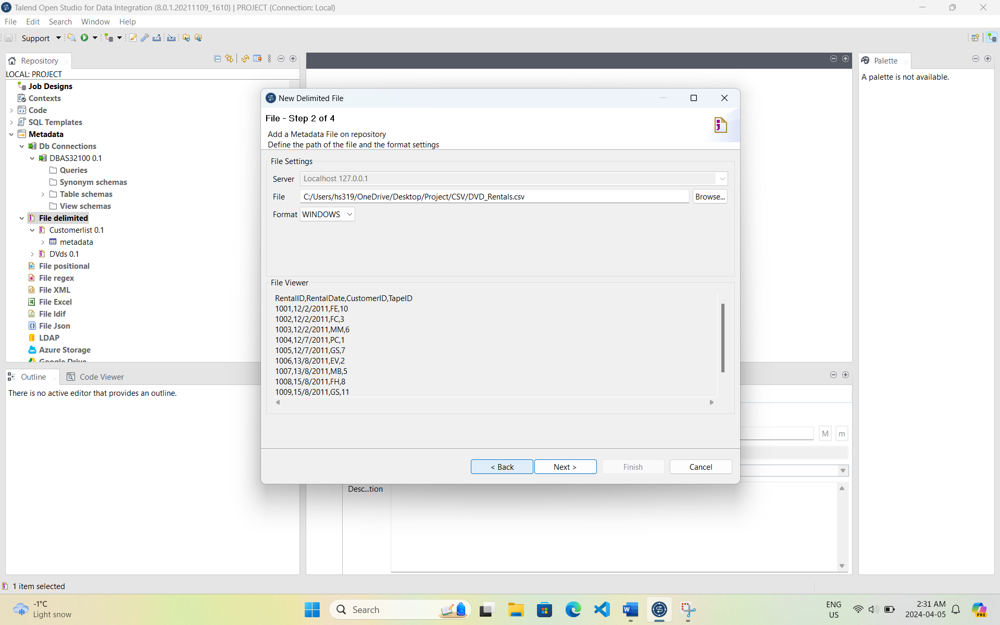 Talend Open Studio for Data Integration (8.0.1.20211109_1610) | PROJECT (Connection: Local)
File Edit Search Window Help
Support
Repository
LOCAL: PROJECT
Job Designs
Contexts
Code
SQL Templates
Metadata
Db Connections
DBAS32100 0.1
Queries
Synonym schemas
Table schemas
View schemas
File delimited
Customerlist 0.1
metadata
DVds 0.1
File positional
File regex
File XML
File Excel
File ldif
File Json
LDAP
Azure Storage
Google Drive
Outline
Code Viewer
There is no active editor that provides an outline.
New Delimited File
File - Step 2 of 4
Add a Metadata File on repository
Define the path of the file and the format settings
File Settings
Server Localhost 127.0.0.1
File C:/Users/hs319/OneDrive/Desktop/Project/CSV/DVD_Rentals.csv Browse...
Format WINDOWS
File Viewer
RentalID,RentalDate,CustomerID,TapeID
1001,12/2/2011,FE,10
1002,12/2/2011,FC,3
1003,12/2/2011,MM,6
1004,12/7/2011,PC,1
1005,12/7/2011,GS,7
1006,13/8/2011,EV,2
1007,13/8/2011,MB,5
1008,15/8/2011,FH,8
1009,15/8/2011,GS,11
< Back Next > Finish Cancel
M m
Desc...tion
Palette
A palette is not available.
1 item selected
-1°C
Light snow
Search
ENG
US
2:31 AM
2024-04-05
PRE